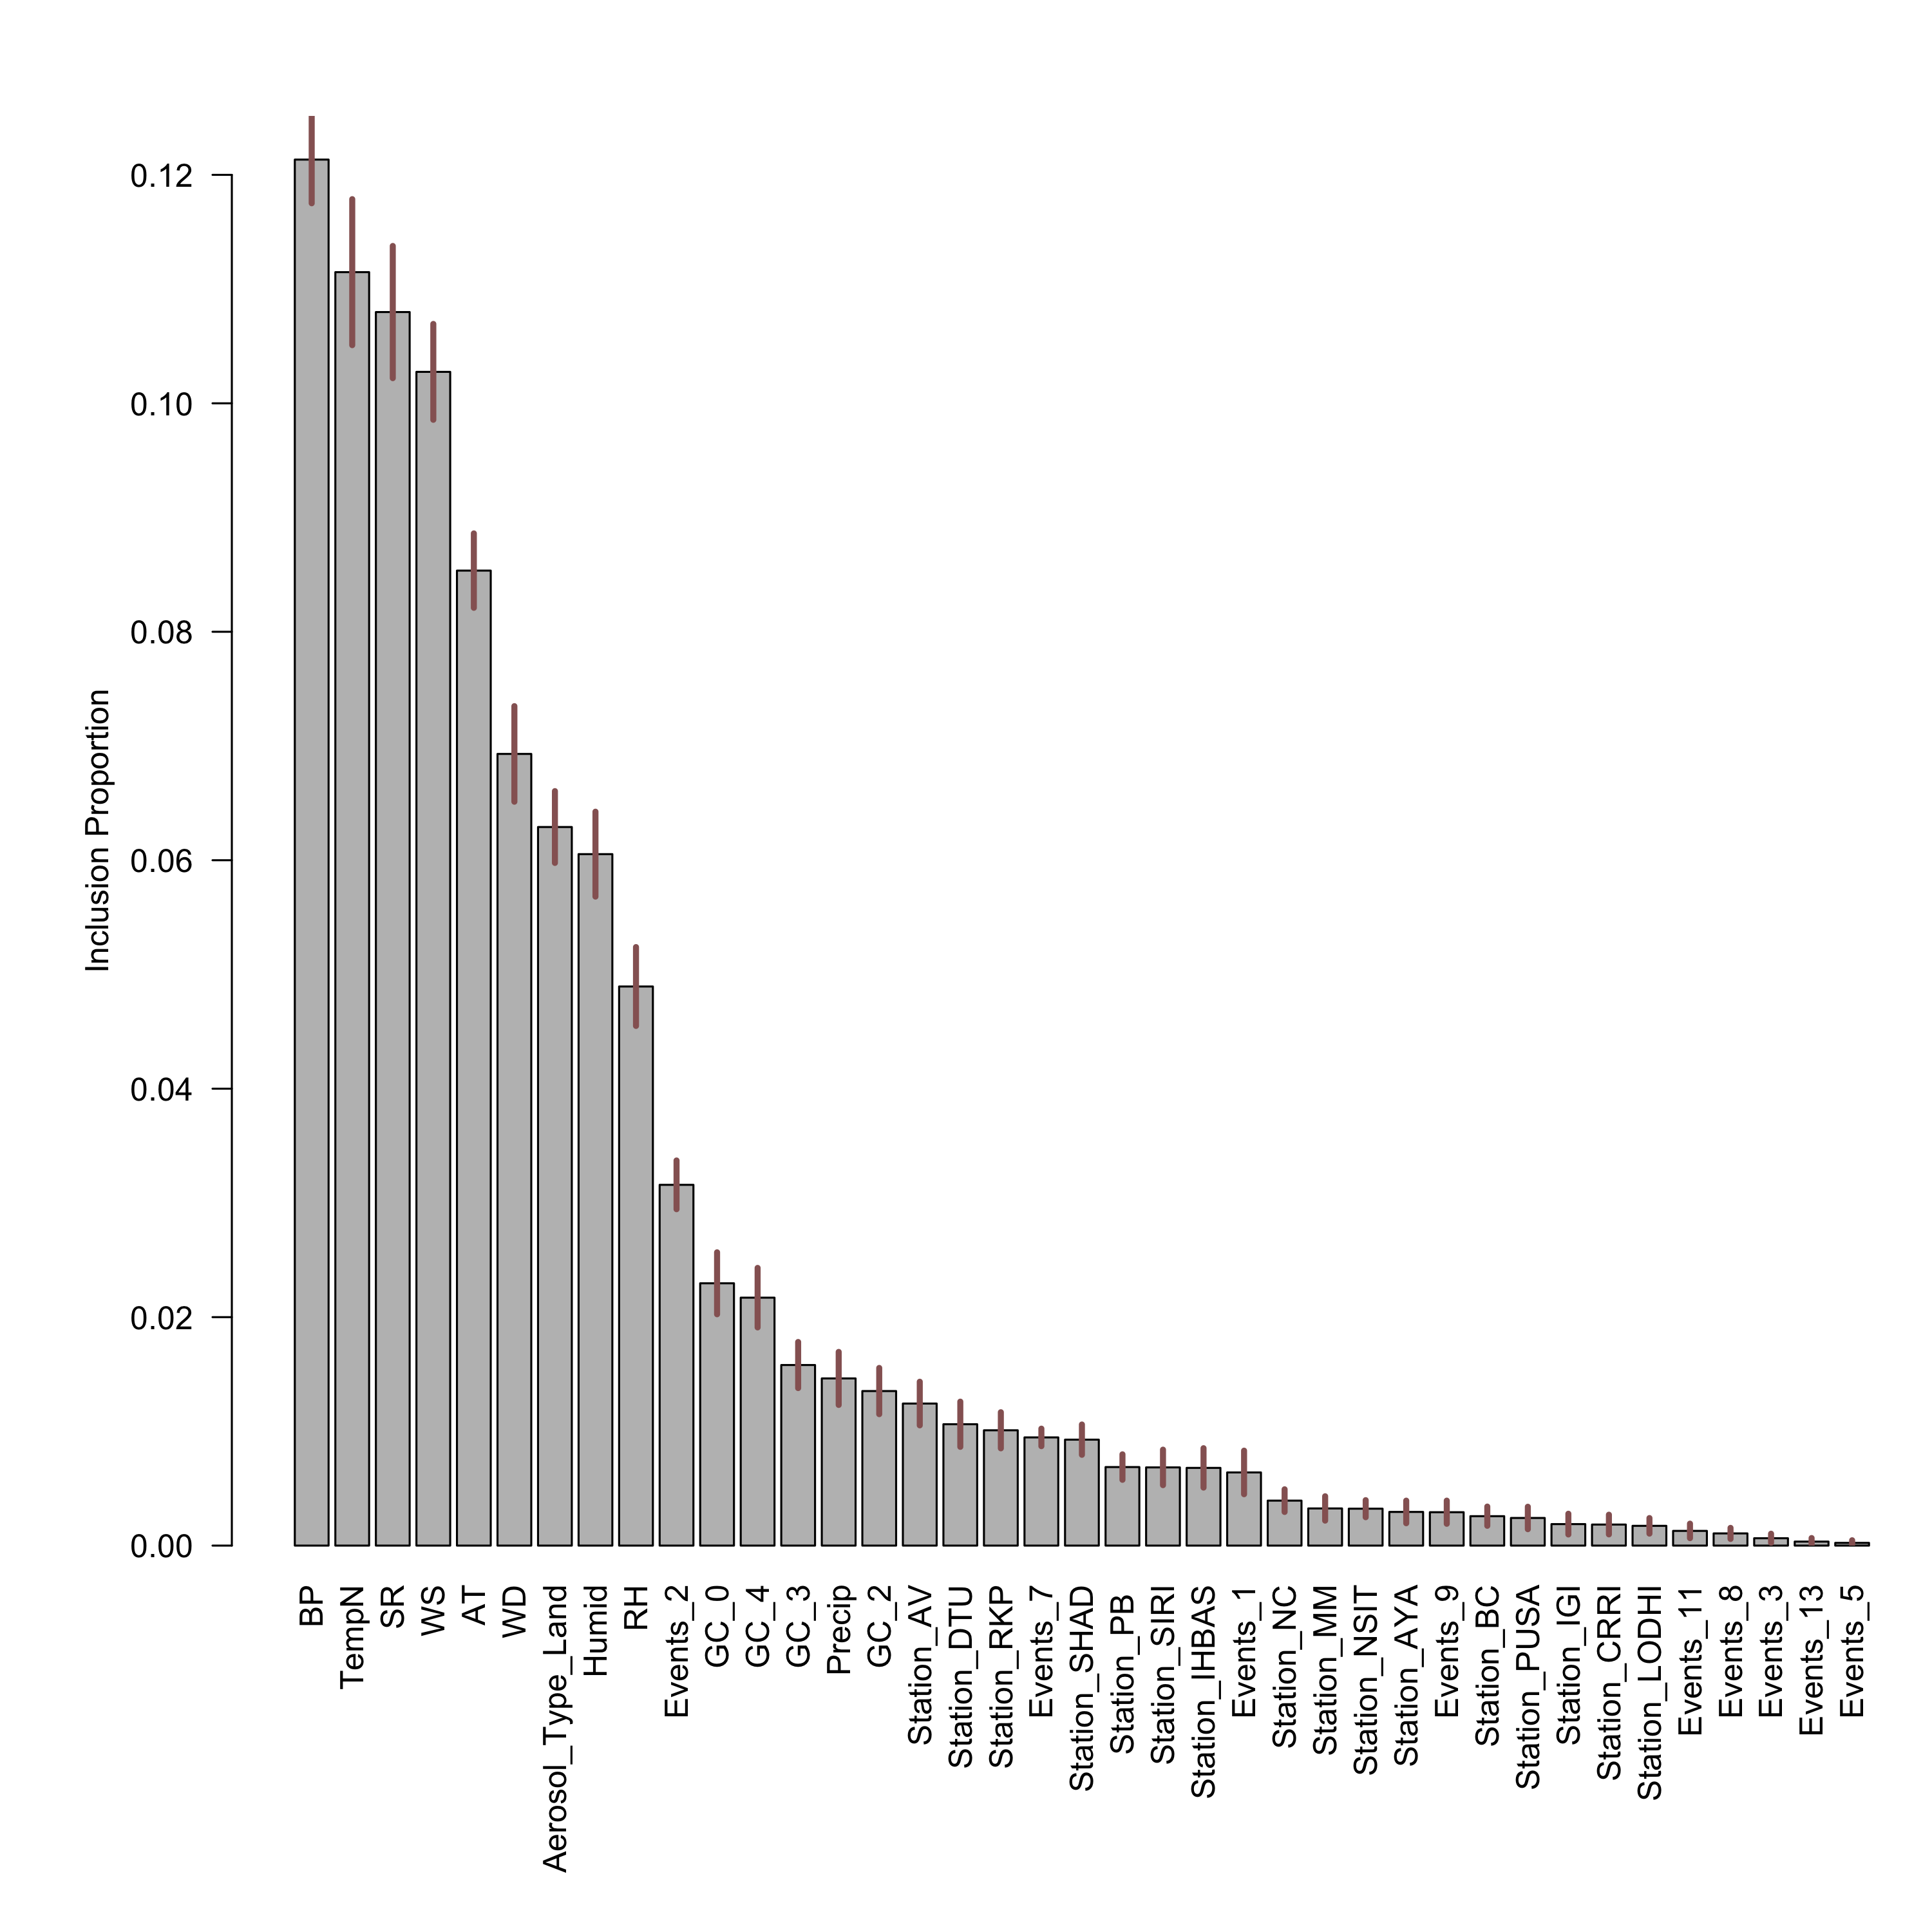 Inclusion Proportion
0.12
0.10
0.08
0.06
0.04
0.02
0.00
BP
TempN
SR
WS
AT
WD
Aerosol_Type_Land
Humid
RH
Events_2
GC_0
GC_4
GC_3
Precip
GC_2
Station_AV
Station_DTU
Station_RKP
Events_7
Station_SHAD
Station_PB
Station_SIRI
Station_IHBAS
Events_1
Station_NC
Station_MM
Station_NSIT
Station_AYA
Events_9
Station_BC
Station_PUSA
Station_IGI
Station_CRRI
Station_LODHI
Events_11
Events_8
Events_3
Events_13
Events_5